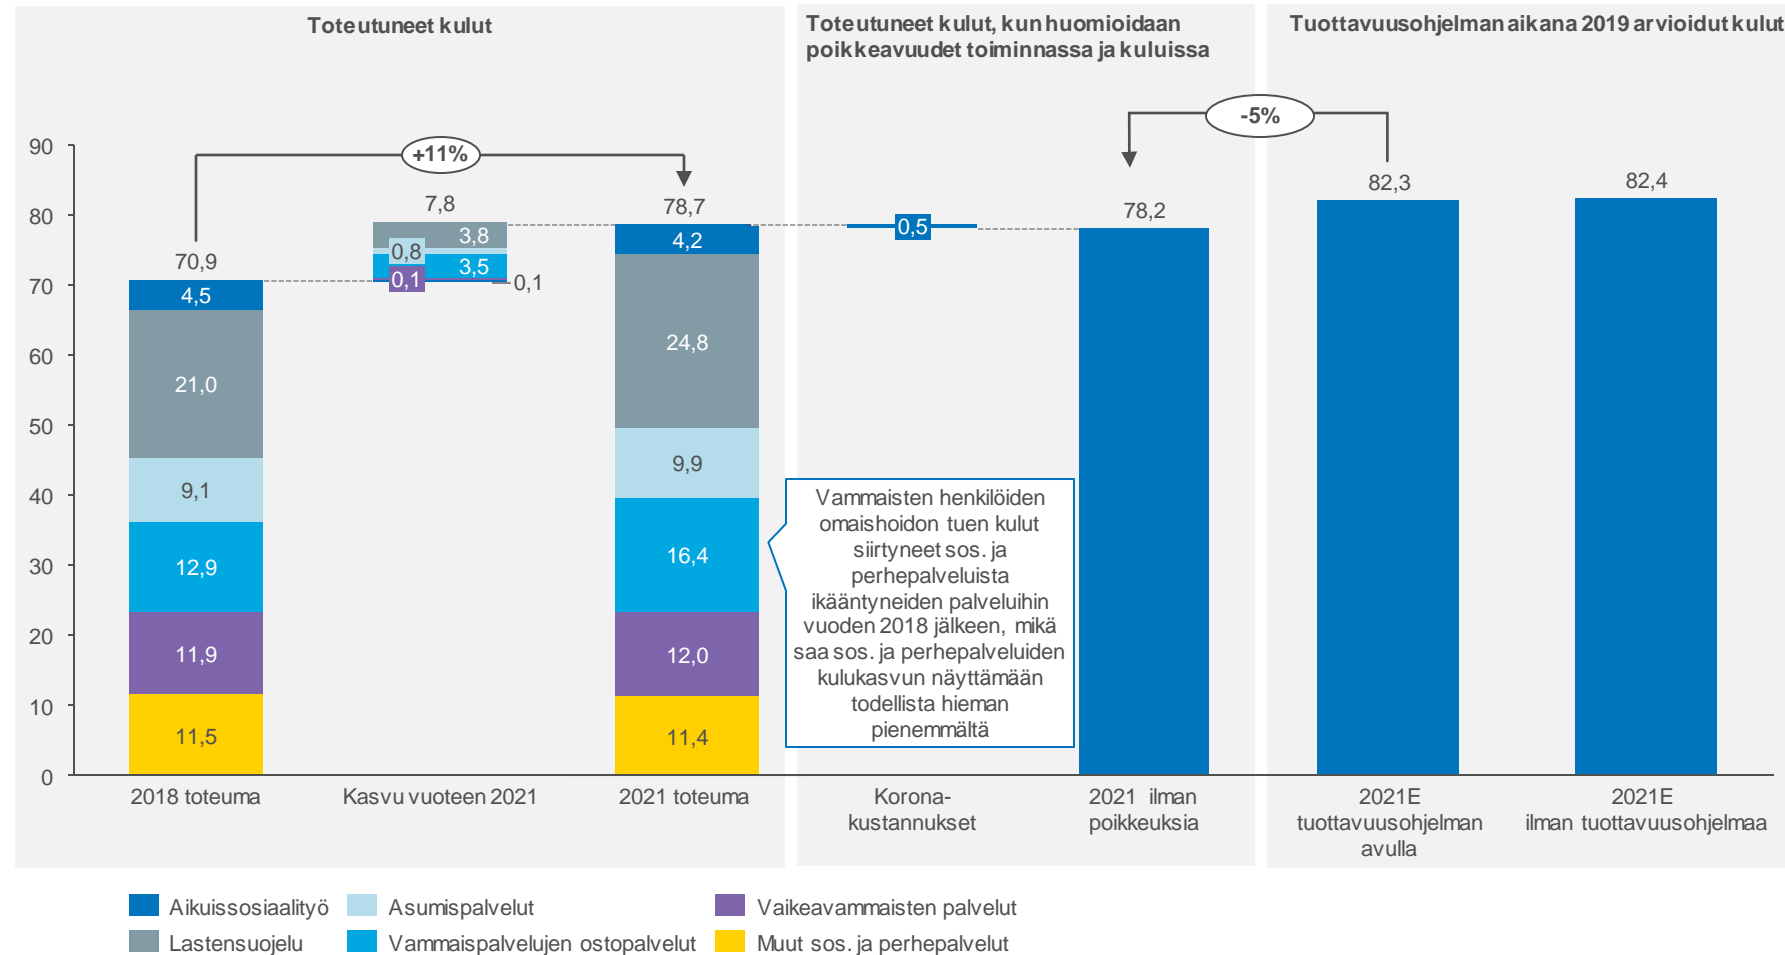 Toteutuneet kulut
Toteutuneet kulut, kun huomioidaan
poikkeavuudet toiminnassa ja kuluissa
Tuottavuusohjelman aikana 2019 arvioidut kulut
+11%
-5%
90
80
70
60
50
40
30
20
10
0
70,9
4,5
21,0
9,1
12,9
11,9
11,5
7,8
3,8
0,8
3,5
0,1
0,1
78,7
4,2
24,8
9,9
16,4
12,0
11,4
0,5
78,2
82,3
82,4
Vammaisten henkilöiden
omaishoidon tuen kulut
siirtyneet sos. ja
perhepalveluista
ikääntyneiden palveluihin
vuoden 2018 jälkeen, mikä
saa sos. ja perhepalveluiden
kulukasvun näyttämään
todellista hieman
pienemmältä
2018 toteuma
Kasvu vuoteen 2021
2021 toteuma
Korona-
kustannukset
2021 ilman
poikkeuksia
2021E
tuottavuusohjelman
avulla
2021E
ilman tuottavuusohjelmaa
Aikuissosiaalityö
Asumispalvelut
Vaikeavammaisten palvelut
Lastensuojelu
Vammaispalvelujen ostopalvelut
Muut sos. ja perhepalvelut